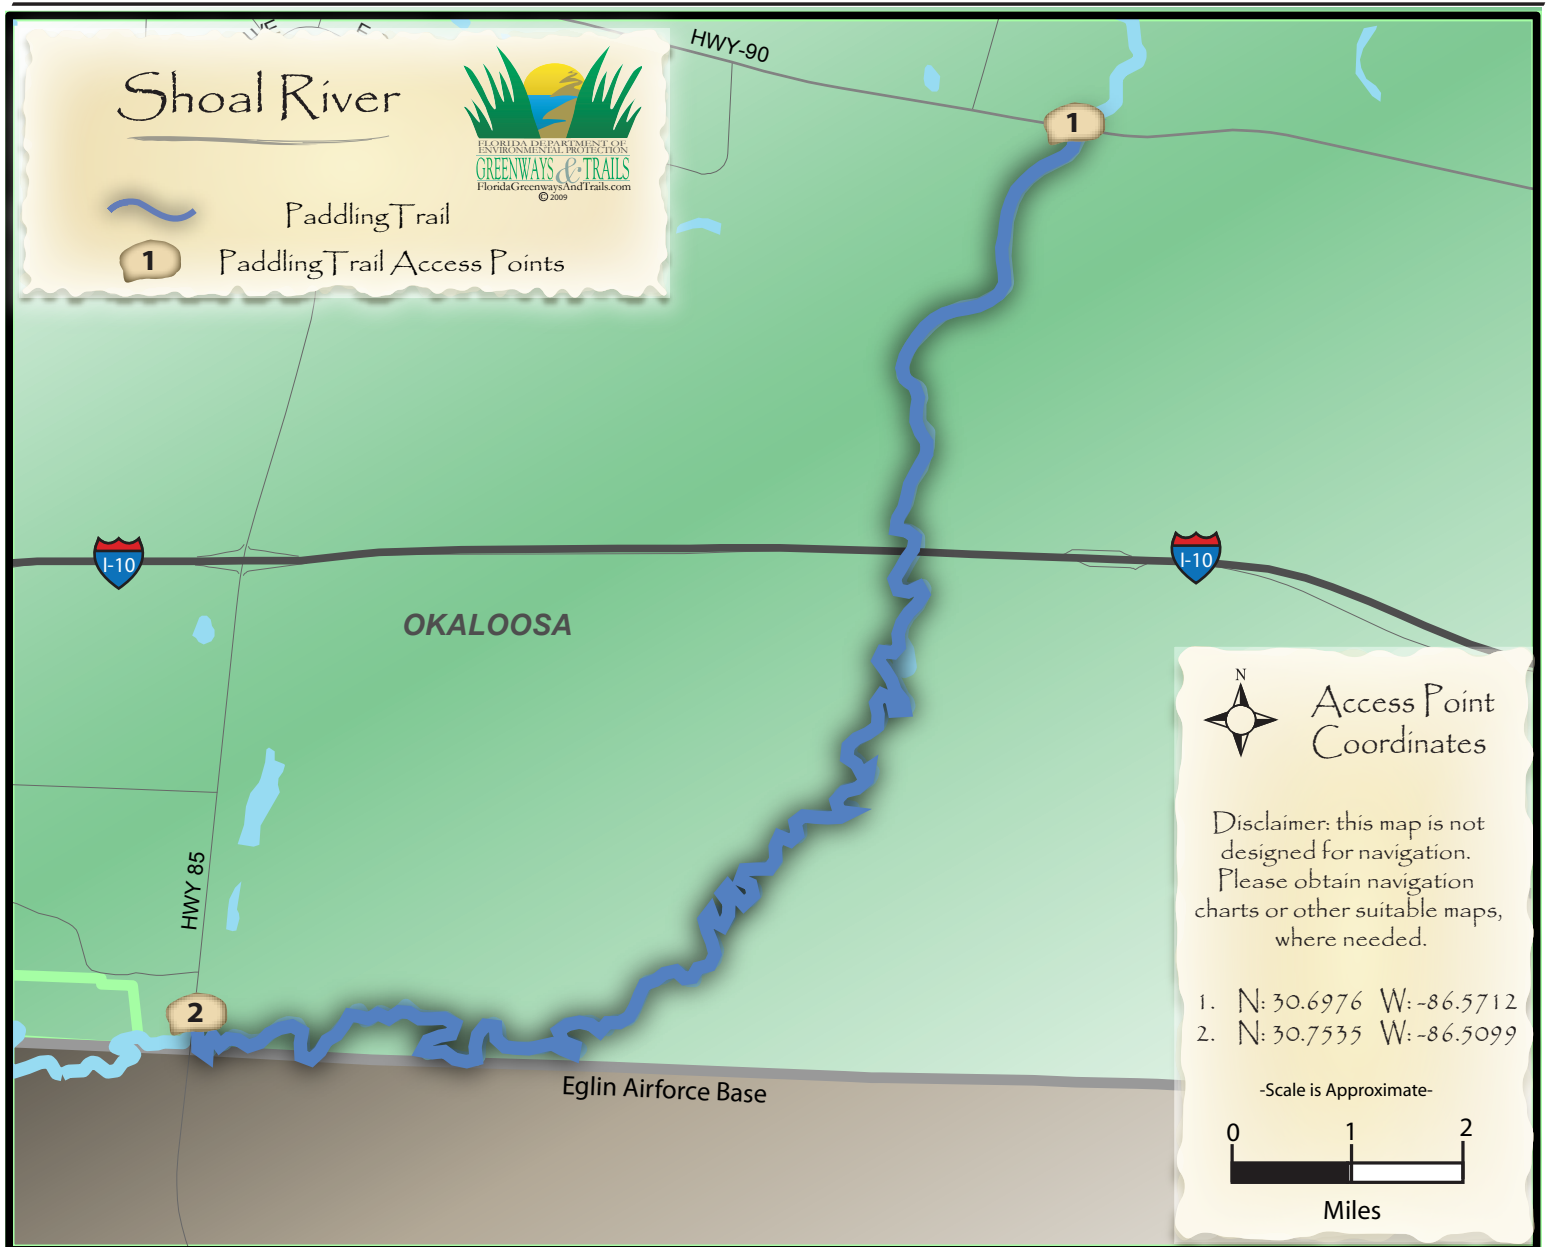 HWY-90
Shoal River
FLORIDA DEPARTMENT OF
ENVIRONMENTAL PROTECTION
GREENWAYS & TRAILS
FloridaGreenwaysAndTrails.com
© 2009
Paddling Trail
1 Paddling Trail Access Points
1
I-10
I-10
OKALOOSA
HWY 85
2
Eglin Airforce Base
N
Access Point
Coordinates
Disclaimer: this map is not
designed for navigation.
Please obtain navigation
charts or other suitable maps,
where needed.
1. N: 30.6976 W: -86.5712
2. N: 30.7535 W: -86.5099
-Scale is Approximate-
0 1 2
Miles